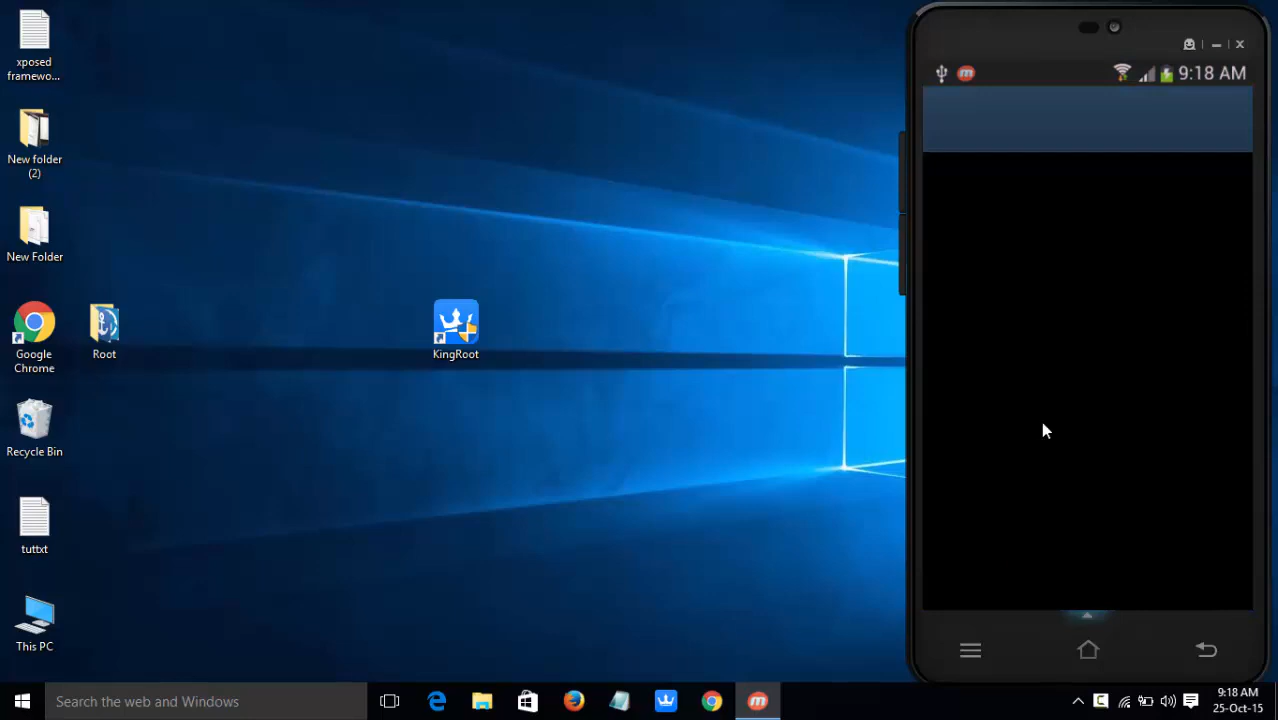 xposed
framewo...
New folder
(2)
New Folder
Google
Chrome
Root
KingRoot
Recycle Bin
tuttxt
This PC
9:18 AM
Search the web and Windows
9:18 AM
25-Oct-15